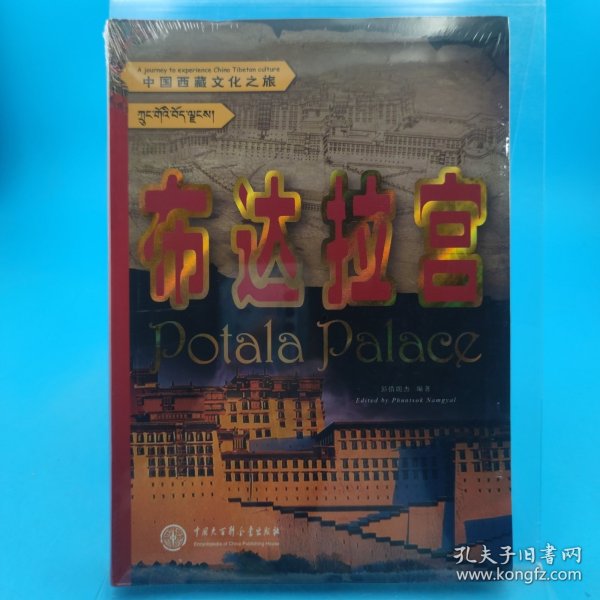 A journey to experience China Tibetan culture
中国西藏文化之旅
ཀྲུང་གོའི་བོད་ལྗོངས།
布达拉宫
Potala Palace
彭措朗杰 编著
Edited by Phuntsok Namgyal
中国大百科全书出版社
Encyclopedia of China Publishing House
孔夫子旧书网
www.kongfz.com